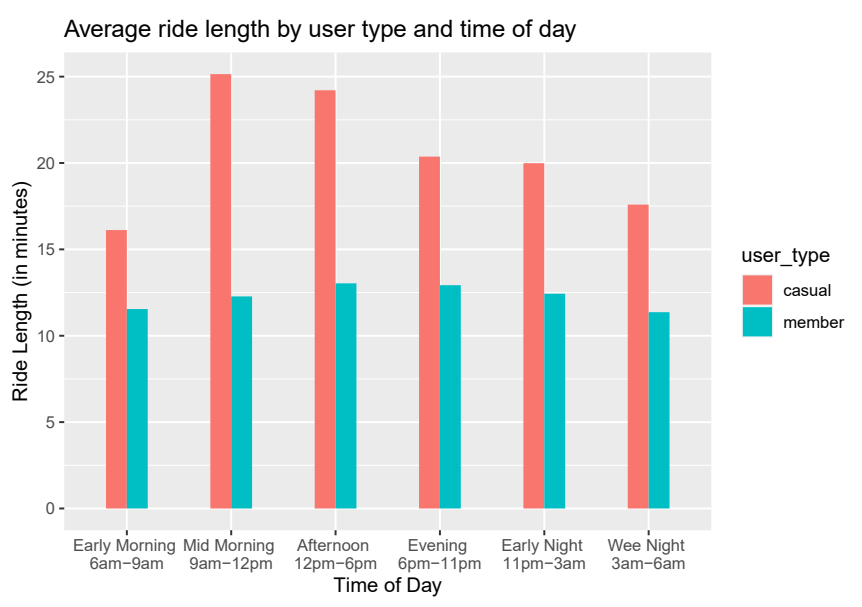 Average ride length by user type and time of day
Ride Length (in minutes)
25
20
15
10
5
0
Early Morning
6am−9am
Mid Morning
9am−12pm
Afternoon
12pm−6pm
Evening
6pm−11pm
Early Night
11pm−3am
Wee Night
3am−6am
Time of Day
user_type
casual
member